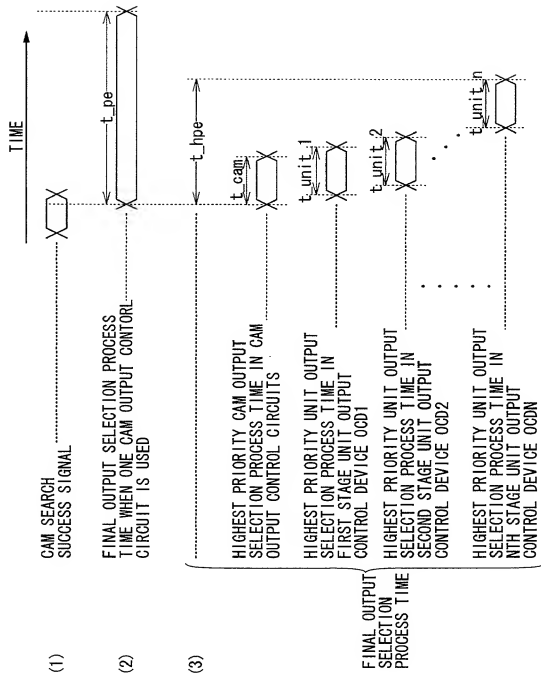 TIME
(1)
CAM SEARCH
SUCCESS SIGNAL
(2)
FINAL OUTPUT SELECTION PROCESS
TIME WHEN ONE CAM OUTPUT CONTORL
CIRCUIT IS USED
t_pe
(3)
t_hpe
FINAL OUTPUT
SELECTION
PROCESS TIME
HIGHEST PRIORITY CAM OUTPUT
SELECTION PROCESS TIME IN CAM
OUTPUT CONTROL CIRCUITS
t_cam
HIGHEST PRIORITY UNIT OUTPUT
SELECTION PROCESS TIME IN
FIRST STAGE UNIT OUTPUT
CONTROL DEVICE OCD1
t_unit_1
HIGHEST PRIORITY UNIT OUTPUT
SELECTION PROCESS TIME IN
SECOND STAGE UNIT OUTPUT
CONTROL DEVICE OCD2
t_unit_2
HIGHEST PRIORITY UNIT OUTPUT
SELECTION PROCESS TIME IN
NTH STAGE UNIT OUTPUT
CONTROL DEVICE OCDN
t_unit_n